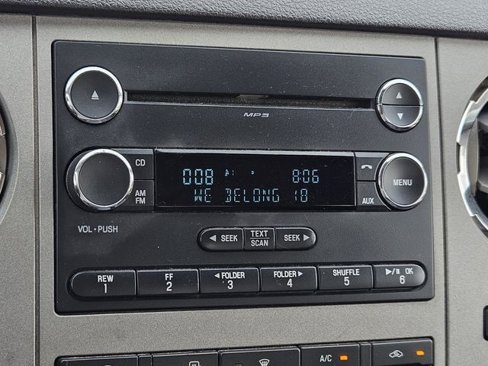 MP3
CD
008 8:06
AM
FM
WE BELONG 18
MENU
AUX
VOL • PUSH
◄ SEEK TEXT SCAN SEEK ►
REW 1
FF 2
◄ FOLDER 3
FOLDER ► 4
SHUFFLE 5
►/II OK 6
A/C